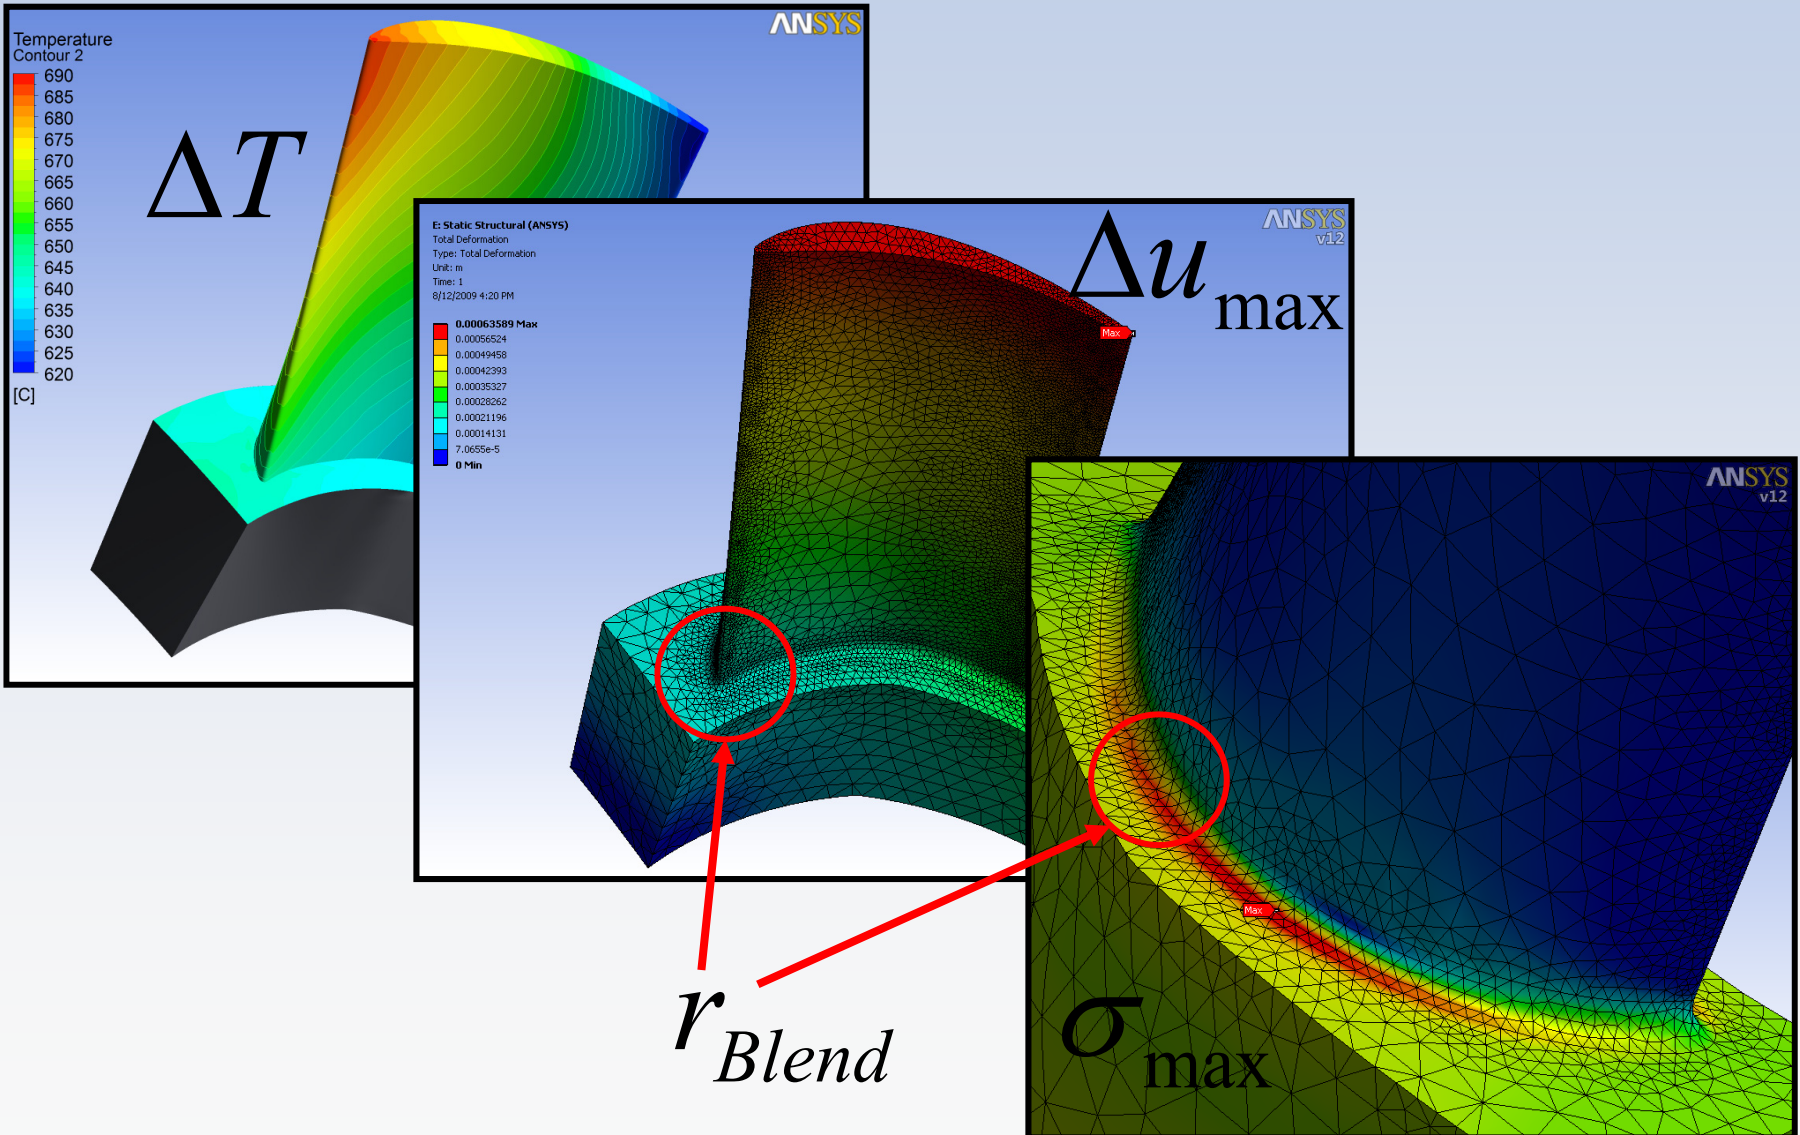 ANSYS
Temperature
Contour 2
690
685
680
675
670
665
660
655
650
645
640
635
630
625
620
[C]
ΔT
E: Static Structural (ANSYS)
Total Deformation
Type: Total Deformation
Unit: m
Time: 1
8/12/2009 4:20 PM
0.00063589 Max
0.00056524
0.00049458
0.00042393
0.00035327
0.00028262
0.00021196
0.00014131
7.0655e-5
0 Min
ANSYS
v12
Δu max
Max
ANSYS
v12
Max
r Blend
σ max